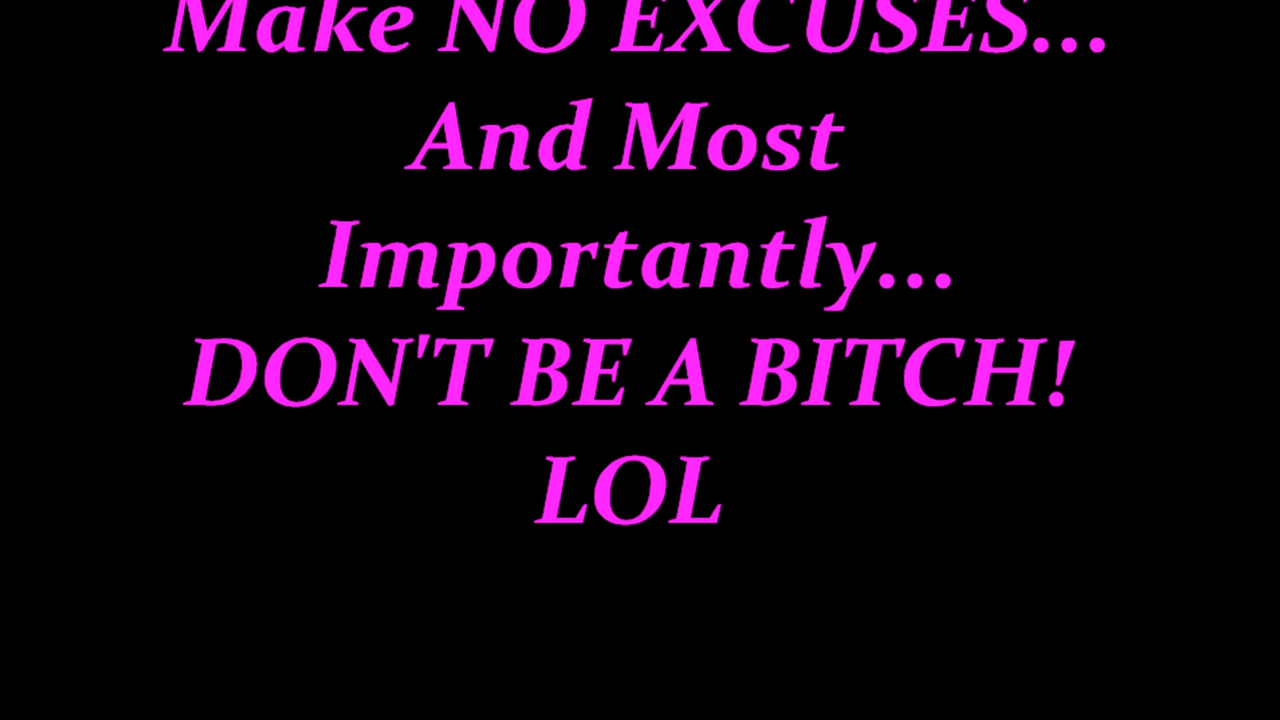 Make NO EXCUSES...
And Most
Importantly...
DON'T BE A BITCH!
LOL